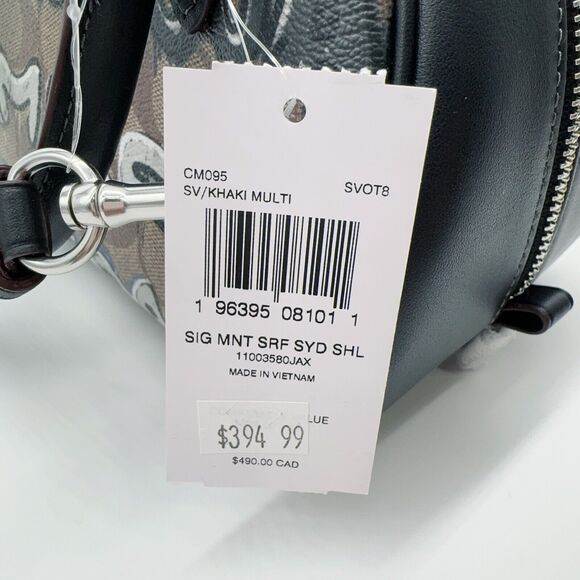 CM095
SV/KHAKI MULTI SVOT8
1 96395 08101 1
SIG MNT SRF SYD SHL
11003580JAX
MADE IN VIETNAM
LUE
$394 99
$490.00 CAD